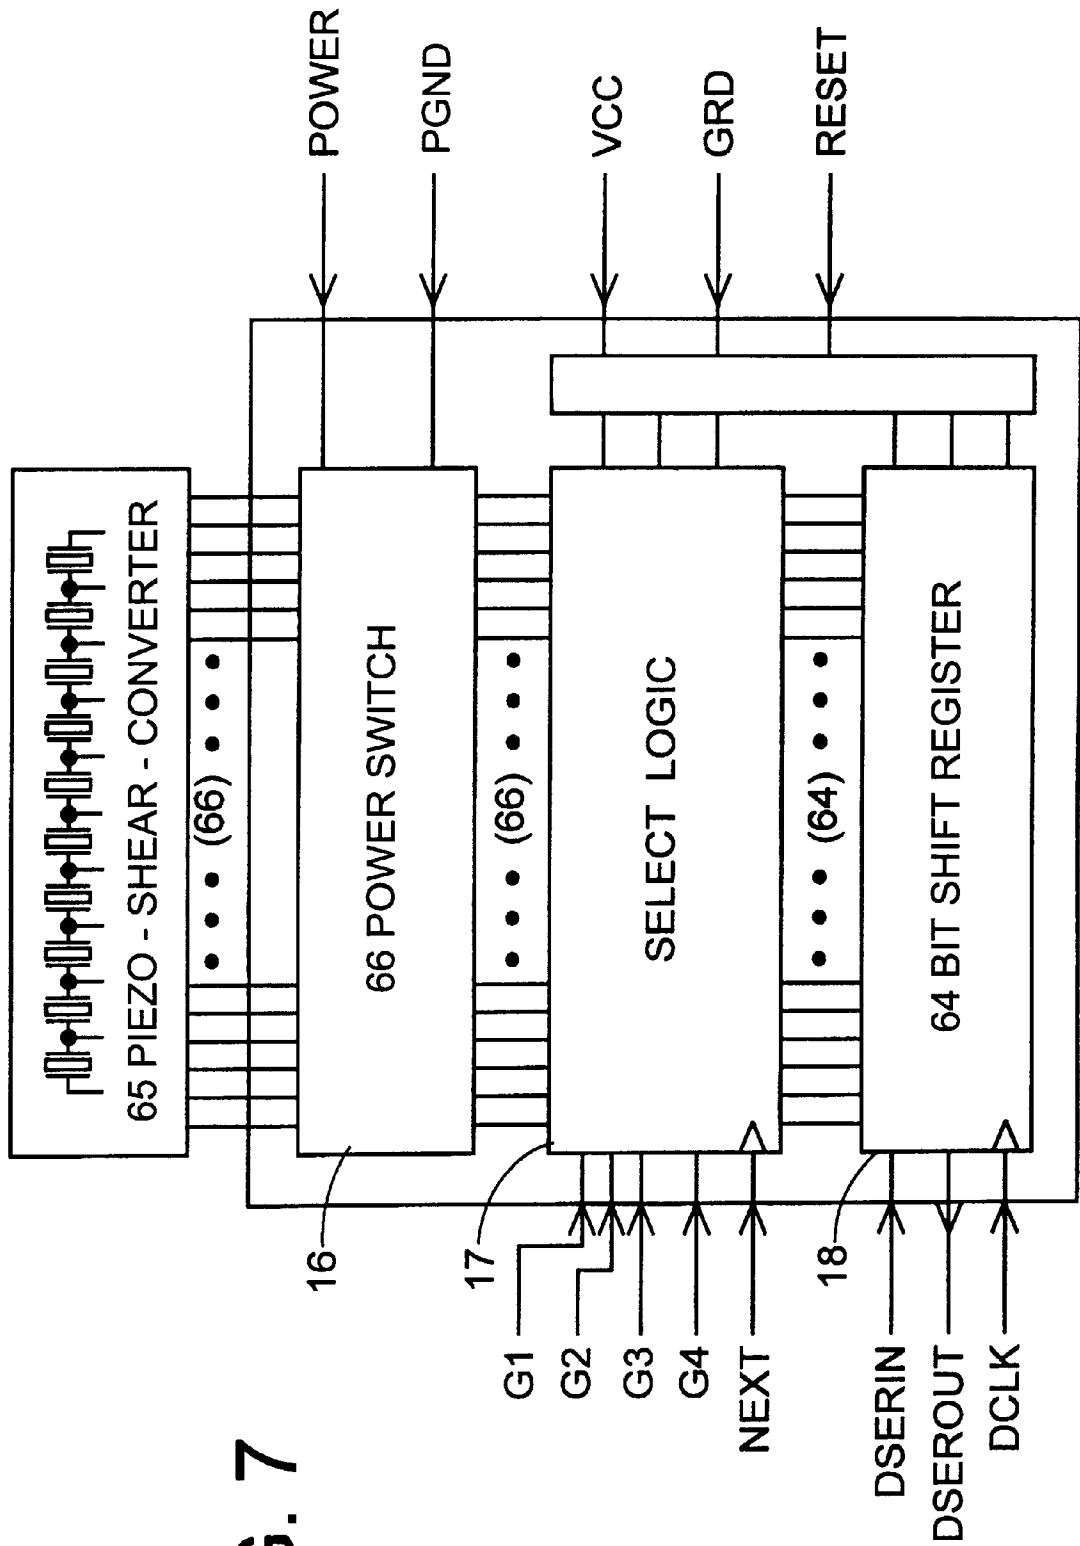 POWER
PGND
VCC
GRD
RESET
65 PIEZO - SHEAR - CONVERTER
(66)
66 POWER SWITCH
(66)
SELECT LOGIC
(64)
64 BIT SHIFT REGISTER
16
17
18
G1
G2
G3
G4
NEXT
DSERIN
DSEROUT
DCLK
G. 7